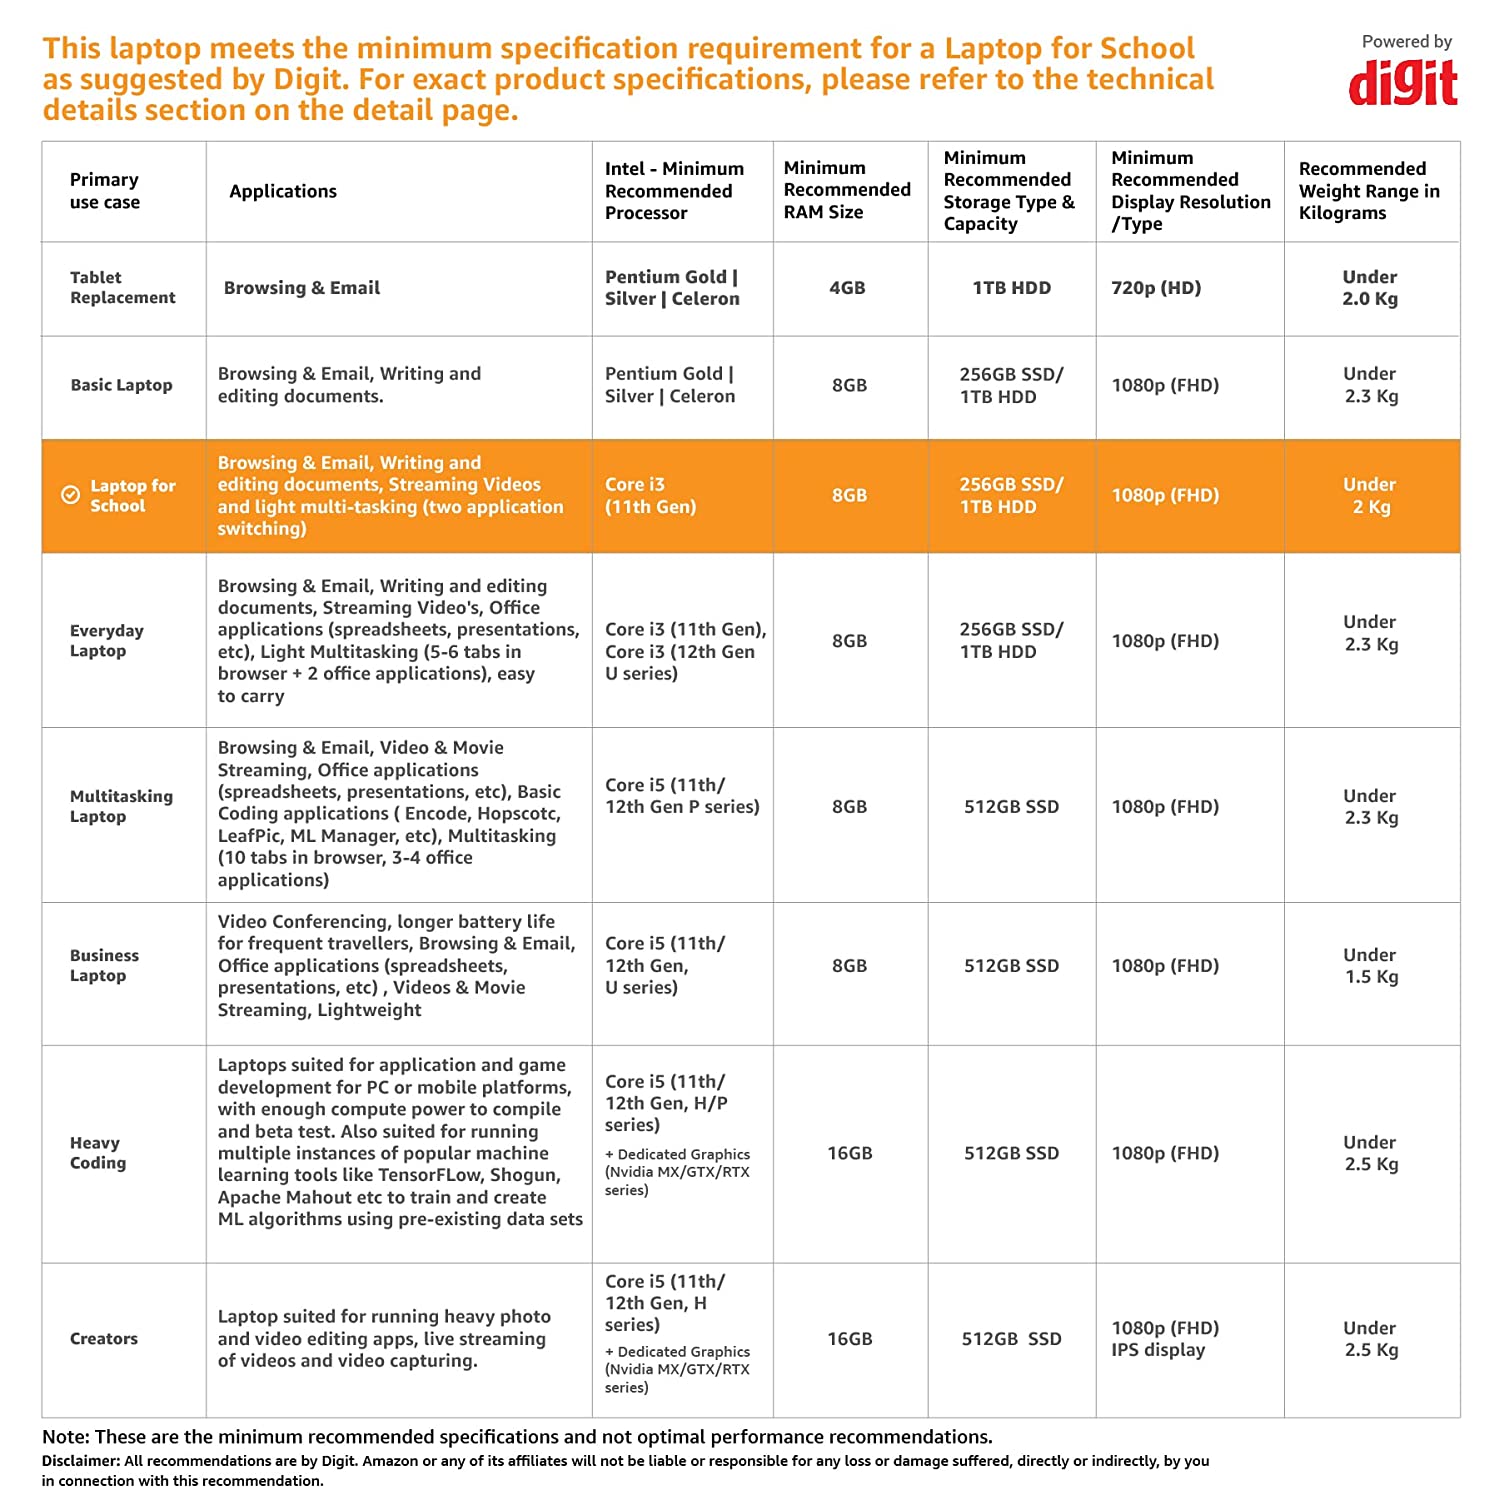 This laptop meets the minimum specification requirement for a Laptop for School
as suggested by Digit. For exact product specifications, please refer to the technical
details section on the detail page.
Powered by
digit
Primary
use case
Applications
Intel - Minimum
Recommended
Processor
Minimum
Recommended
RAM Size
Minimum
Recommended
Storage Type &
Capacity
Minimum
Recommended
Display Resolution
/Type
Recommended
Weight Range in
Kilograms
Tablet
Replacement
Browsing & Email
Pentium Gold |
Silver | Celeron
4GB
1TB HDD
720p (HD)
Under
2.0 Kg
Basic Laptop
Browsing & Email, Writing and
editing documents.
Pentium Gold |
Silver | Celeron
8GB
256GB SSD/
1TB HDD
1080p (FHD)
Under
2.3 Kg
Laptop for
School
Browsing & Email, Writing and
editing documents, Streaming Videos
and light multi-tasking (two application
switching)
Core i3
(11th Gen)
8GB
256GB SSD/
1TB HDD
1080p (FHD)
Under
2 Kg
Everyday
Laptop
Browsing & Email, Writing and editing
documents, Streaming Video's, Office
applications (spreadsheets, presentations,
etc), Light Multitasking (5-6 tabs in
browser + 2 office applications), easy
to carry
Core i3 (11th Gen),
Core i3 (12th Gen
U series)
8GB
256GB SSD/
1TB HDD
1080p (FHD)
Under
2.3 Kg
Multitasking
Laptop
Browsing & Email, Video & Movie
Streaming, Office applications
(spreadsheets, presentations, etc), Basic
Coding applications ( Encode, Hopscotc,
LeafPic, ML Manager, etc), Multitasking
(10 tabs in browser, 3-4 office
applications)
Core i5 (11th/
12th Gen P series)
8GB
512GB SSD
1080p (FHD)
Under
2.3 Kg
Business
Laptop
Video Conferencing, longer battery life
for frequent travellers, Browsing & Email,
Office applications (spreadsheets,
presentations, etc) , Videos & Movie
Streaming, Lightweight
Core i5 (11th/
12th Gen,
U series)
8GB
512GB SSD
1080p (FHD)
Under
1.5 Kg
Heavy
Coding
Laptops suited for application and game
development for PC or mobile platforms,
with enough compute power to compile
and beta test. Also suited for running
multiple instances of popular machine
learning tools like TensorFLow, Shogun,
Apache Mahout etc to train and create
ML algorithms using pre-existing data sets
Core i5 (11th/
12th Gen, H/P
series)
+ Dedicated Graphics
(Nvidia MX/GTX/RTX
series)
16GB
512GB SSD
1080p (FHD)
Under
2.5 Kg
Creators
Laptop suited for running heavy photo
and video editing apps, live streaming
of videos and video capturing.
Core i5 (11th/
12th Gen, H
series)
+ Dedicated Graphics
(Nvidia MX/GTX/RTX
series)
16GB
512GB SSD
1080p (FHD)
IPS display
Under
2.5 Kg
Note: These are the minimum recommended specifications and not optimal performance recommendations.
Disclaimer: All recommendations are by Digit. Amazon or any of its affiliates will not be liable or responsible for any loss or damage suffered, directly or indirectly, by you
in connection with this recommendation.